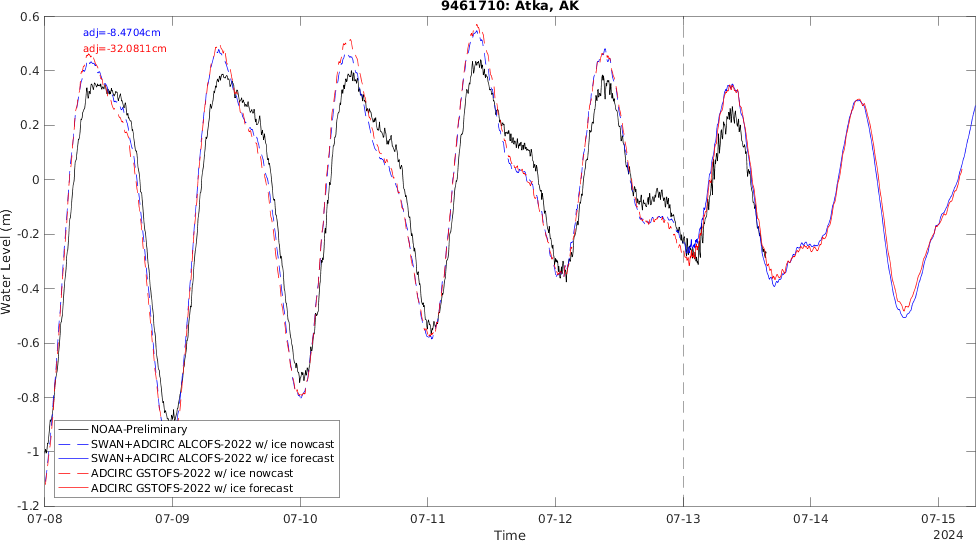 9461710: Atka, AK
adj=-8.4704cm
adj=-32.0811cm
0.6
0.4
0.2
0
-0.2
-0.4
-0.6
-0.8
-1
-1.2
Water Level (m)
NOAA-Preliminary
SWAN+ADCIRC ALCOFS-2022 w/ ice nowcast
SWAN+ADCIRC ALCOFS-2022 w/ ice forecast
ADCIRC GSTOFS-2022 w/ ice nowcast
ADCIRC GSTOFS-2022 w/ ice forecast
07-08 07-09 07-10 07-11 07-12 07-13 07-14 07-15
Time
2024